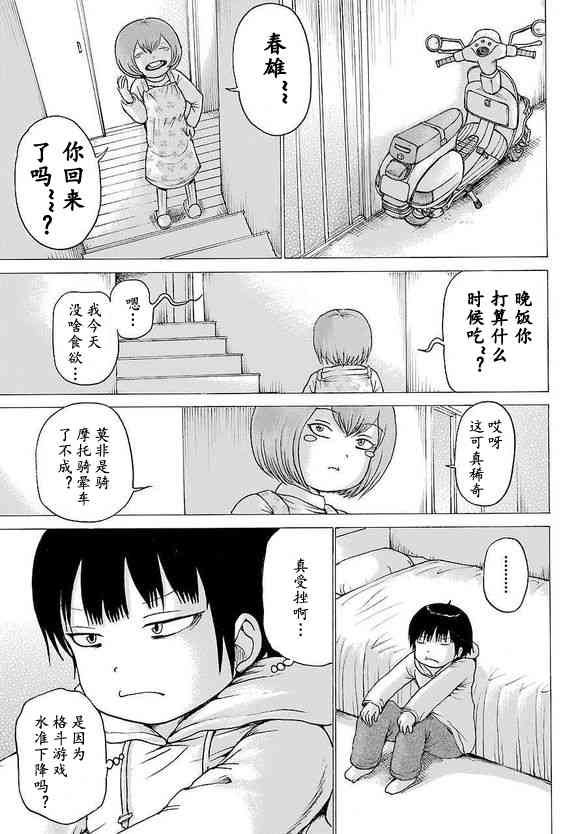 春雄~~
你回来
了吗~~?
晚饭你
打算什么
时候吃~?
嗯…
我今天
没啥食欲…
哎呀
这可真稀奇
莫非是骑
摩托骑晕车
了不成?
………
真受挫啊…
是因为
格斗游戏
水准下降吗?